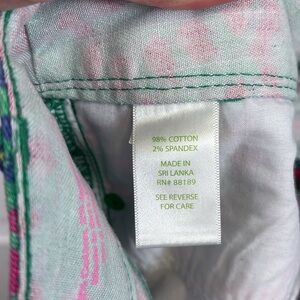 98% COTTON
2% SPANDEX
MADE IN
SRI LANKA
RN# 88189
SEE REVERSE
FOR CARE